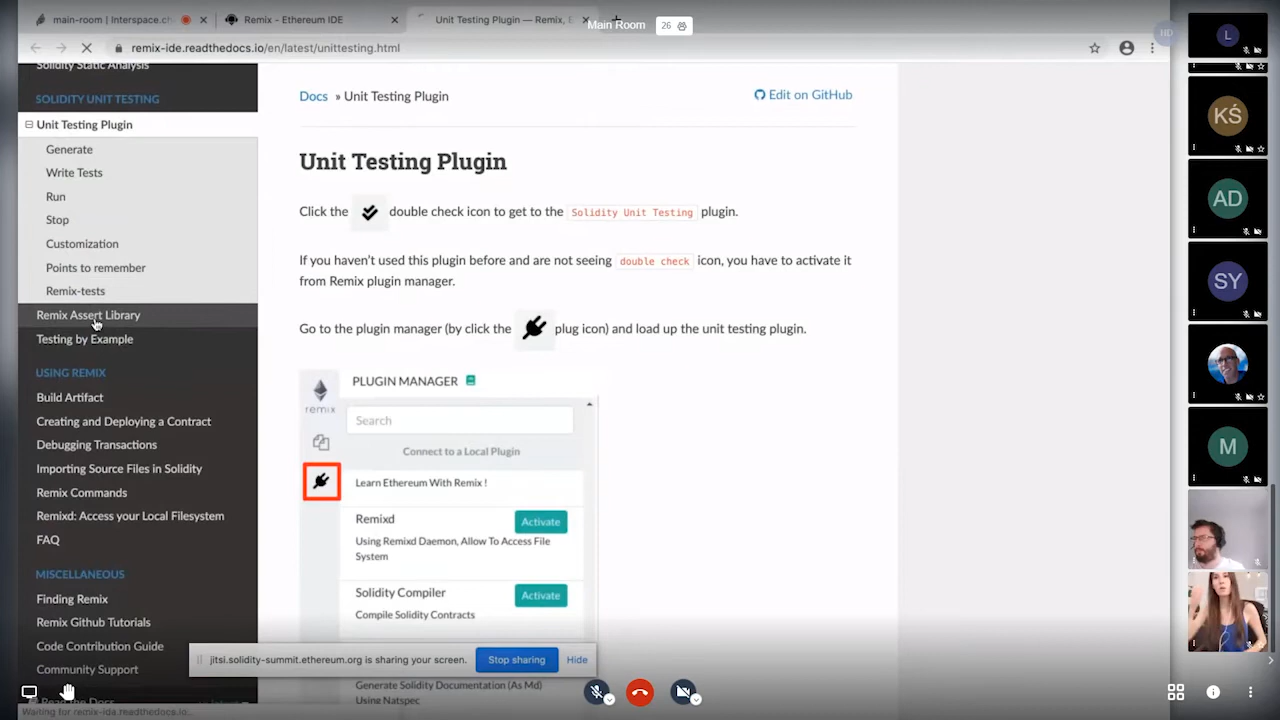 main-room | Interspace.ch
Remix - Ethereum IDE
Unit Testing Plugin — Remix, E
Main Room
26
remix-ide.readthedocs.io/en/latest/unittesting.html
Solidity Static Analysis
SOLIDITY UNIT TESTING
Unit Testing Plugin
Generate
Write Tests
Run
Stop
Customization
Points to remember
Remix-tests
Remix Assert Library
Testing by Example
USING REMIX
Build Artifact
Creating and Deploying a Contract
Debugging Transactions
Importing Source Files in Solidity
Remix Commands
Remixd: Access your Local Filesystem
FAQ
MISCELLANEOUS
Finding Remix
Remix Github Tutorials
Code Contribution Guide
Community Support
Read the Docs
Waiting for remix-ide.readthedocs.io...
Docs » Unit Testing Plugin
Edit on GitHub
Unit Testing Plugin
Click the double check icon to get to the Solidity Unit Testing plugin.
If you haven't used this plugin before and are not seeing double check icon, you have to activate it
from Remix plugin manager.
Go to the plugin manager (by click the plug icon) and load up the unit testing plugin.
remix
PLUGIN MANAGER
Search
Connect to a Local Plugin
Learn Ethereum With Remix !
Remixd
Activate
Using Remixd Daemon, Allow To Access File
System
Solidity Compiler
Activate
Compile Solidity Contracts
jitsi.solidity-summit.ethereum.org is sharing your screen.
Stop sharing
Hide
Generate Solidity Documentation (As Md)
Using Natspec
L
KŚ
AD
SY
M